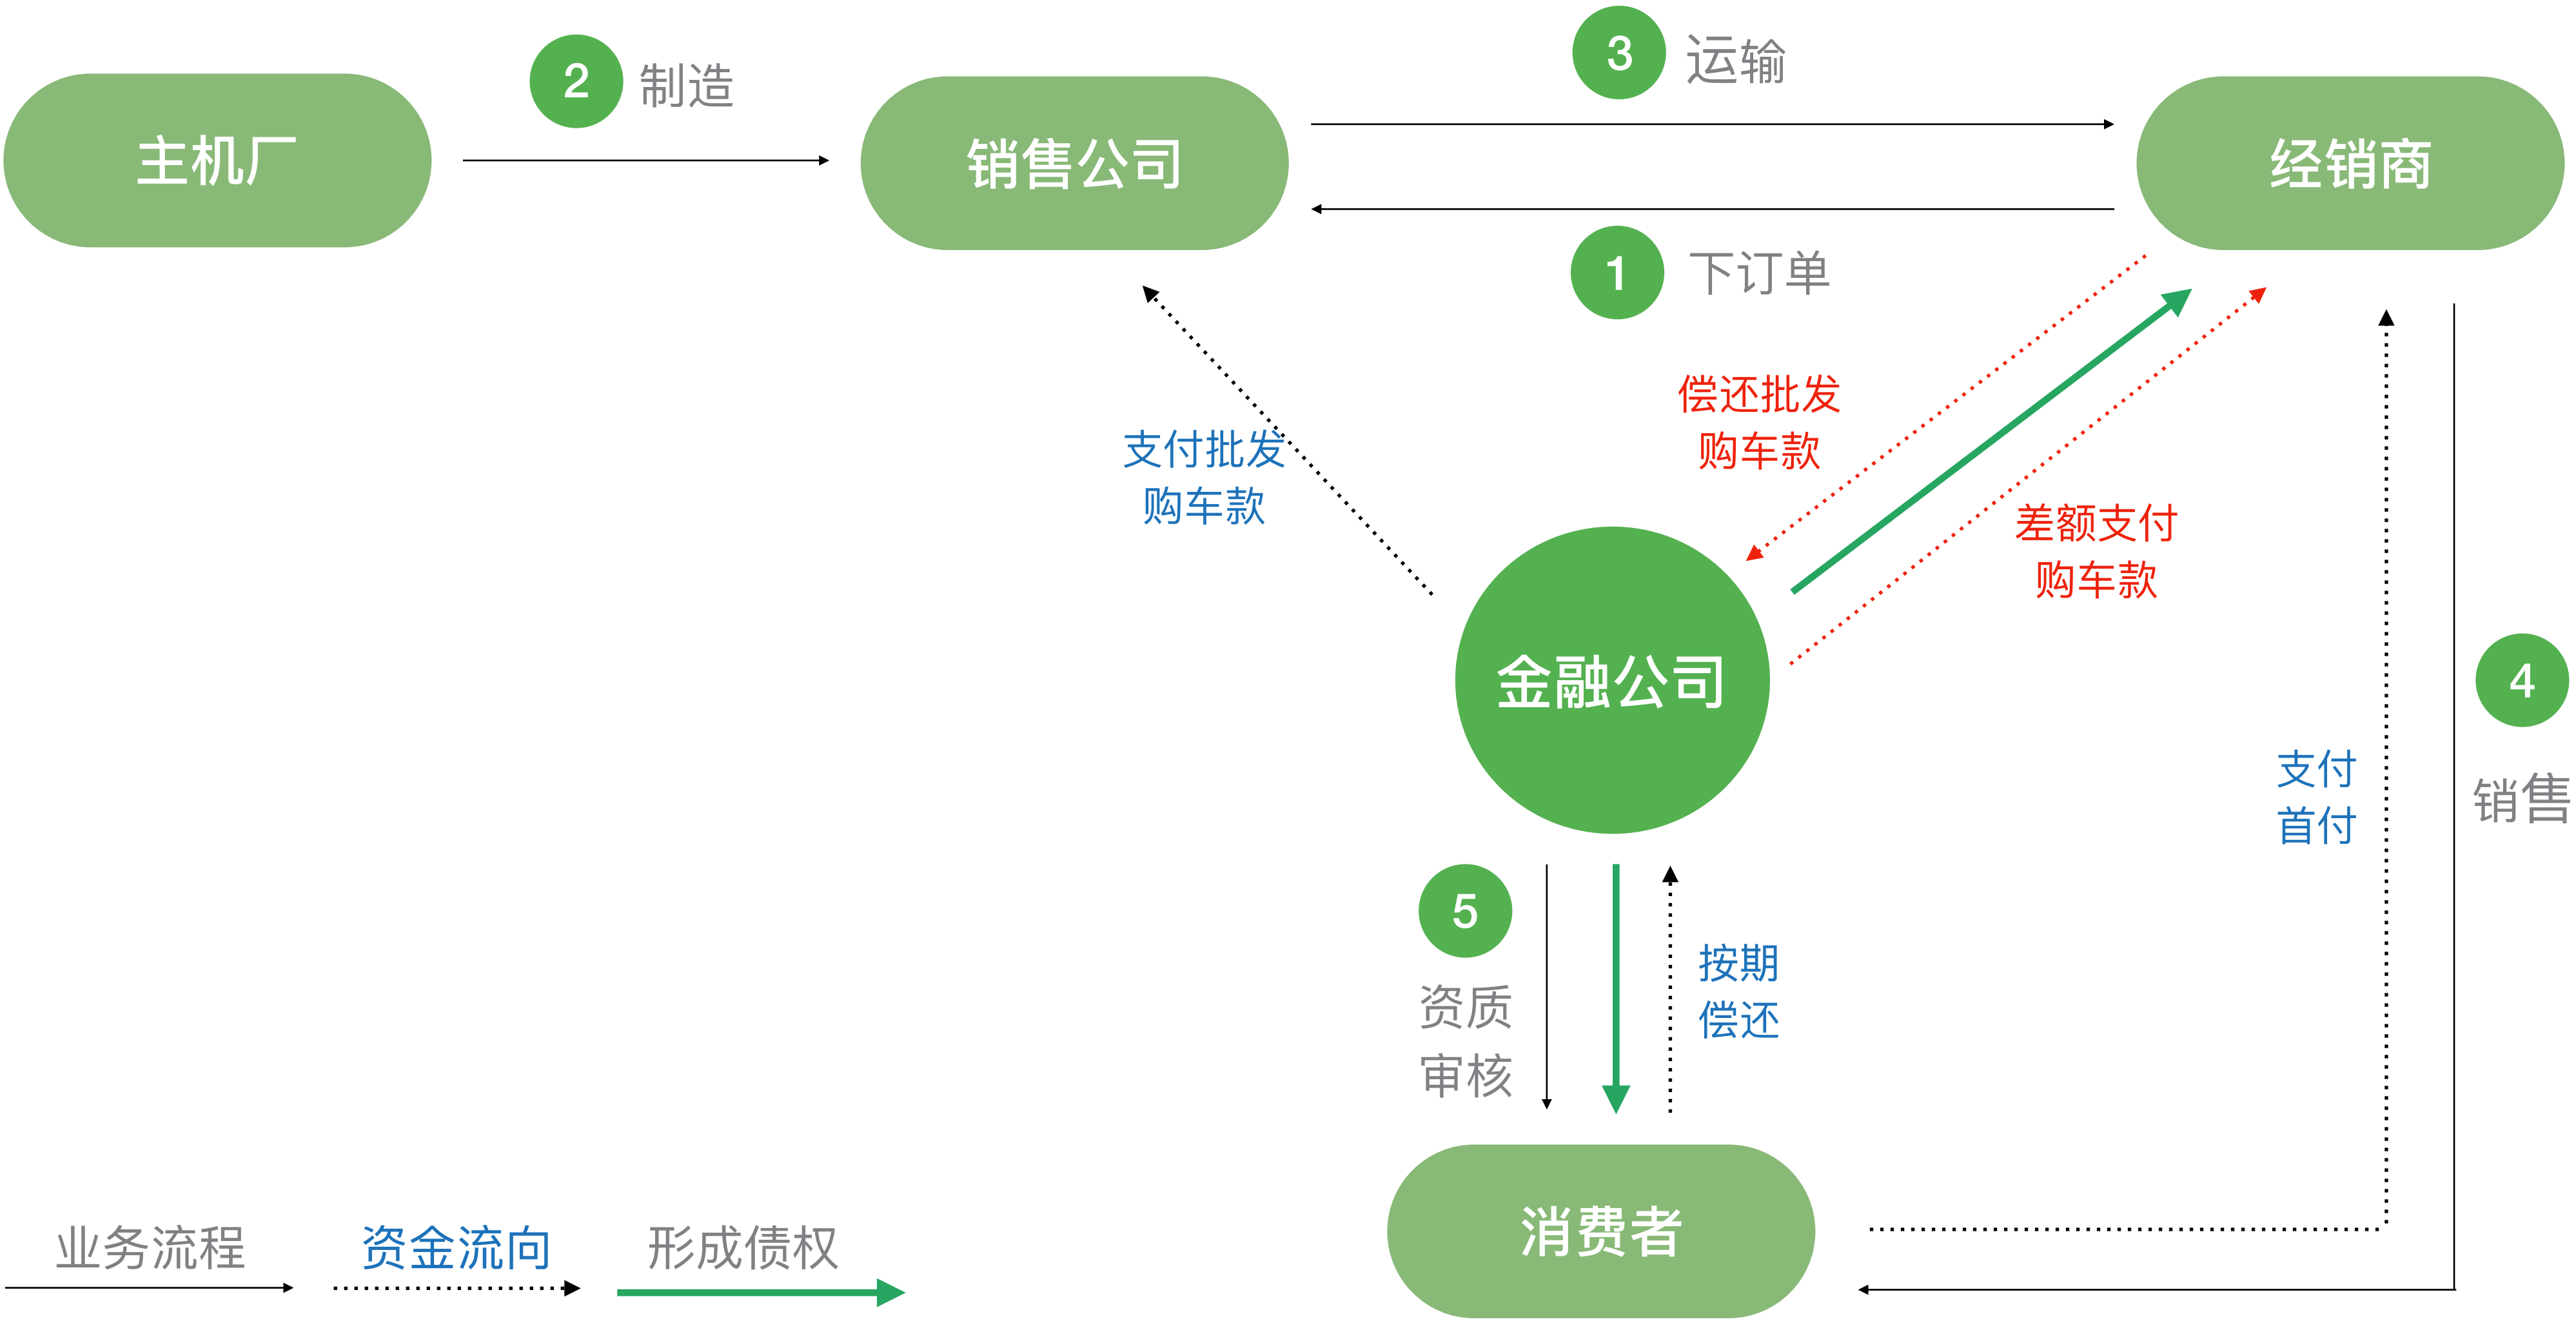 3
运输
2
制造
主机厂
销售公司
经销商
1
下订单
偿还批发
购车款
支付批发
购车款
差额支付
购车款
金融公司
4
销售
支付
首付
5
资质
审核
按期
偿还
消费者
业务流程
资金流向
形成债权